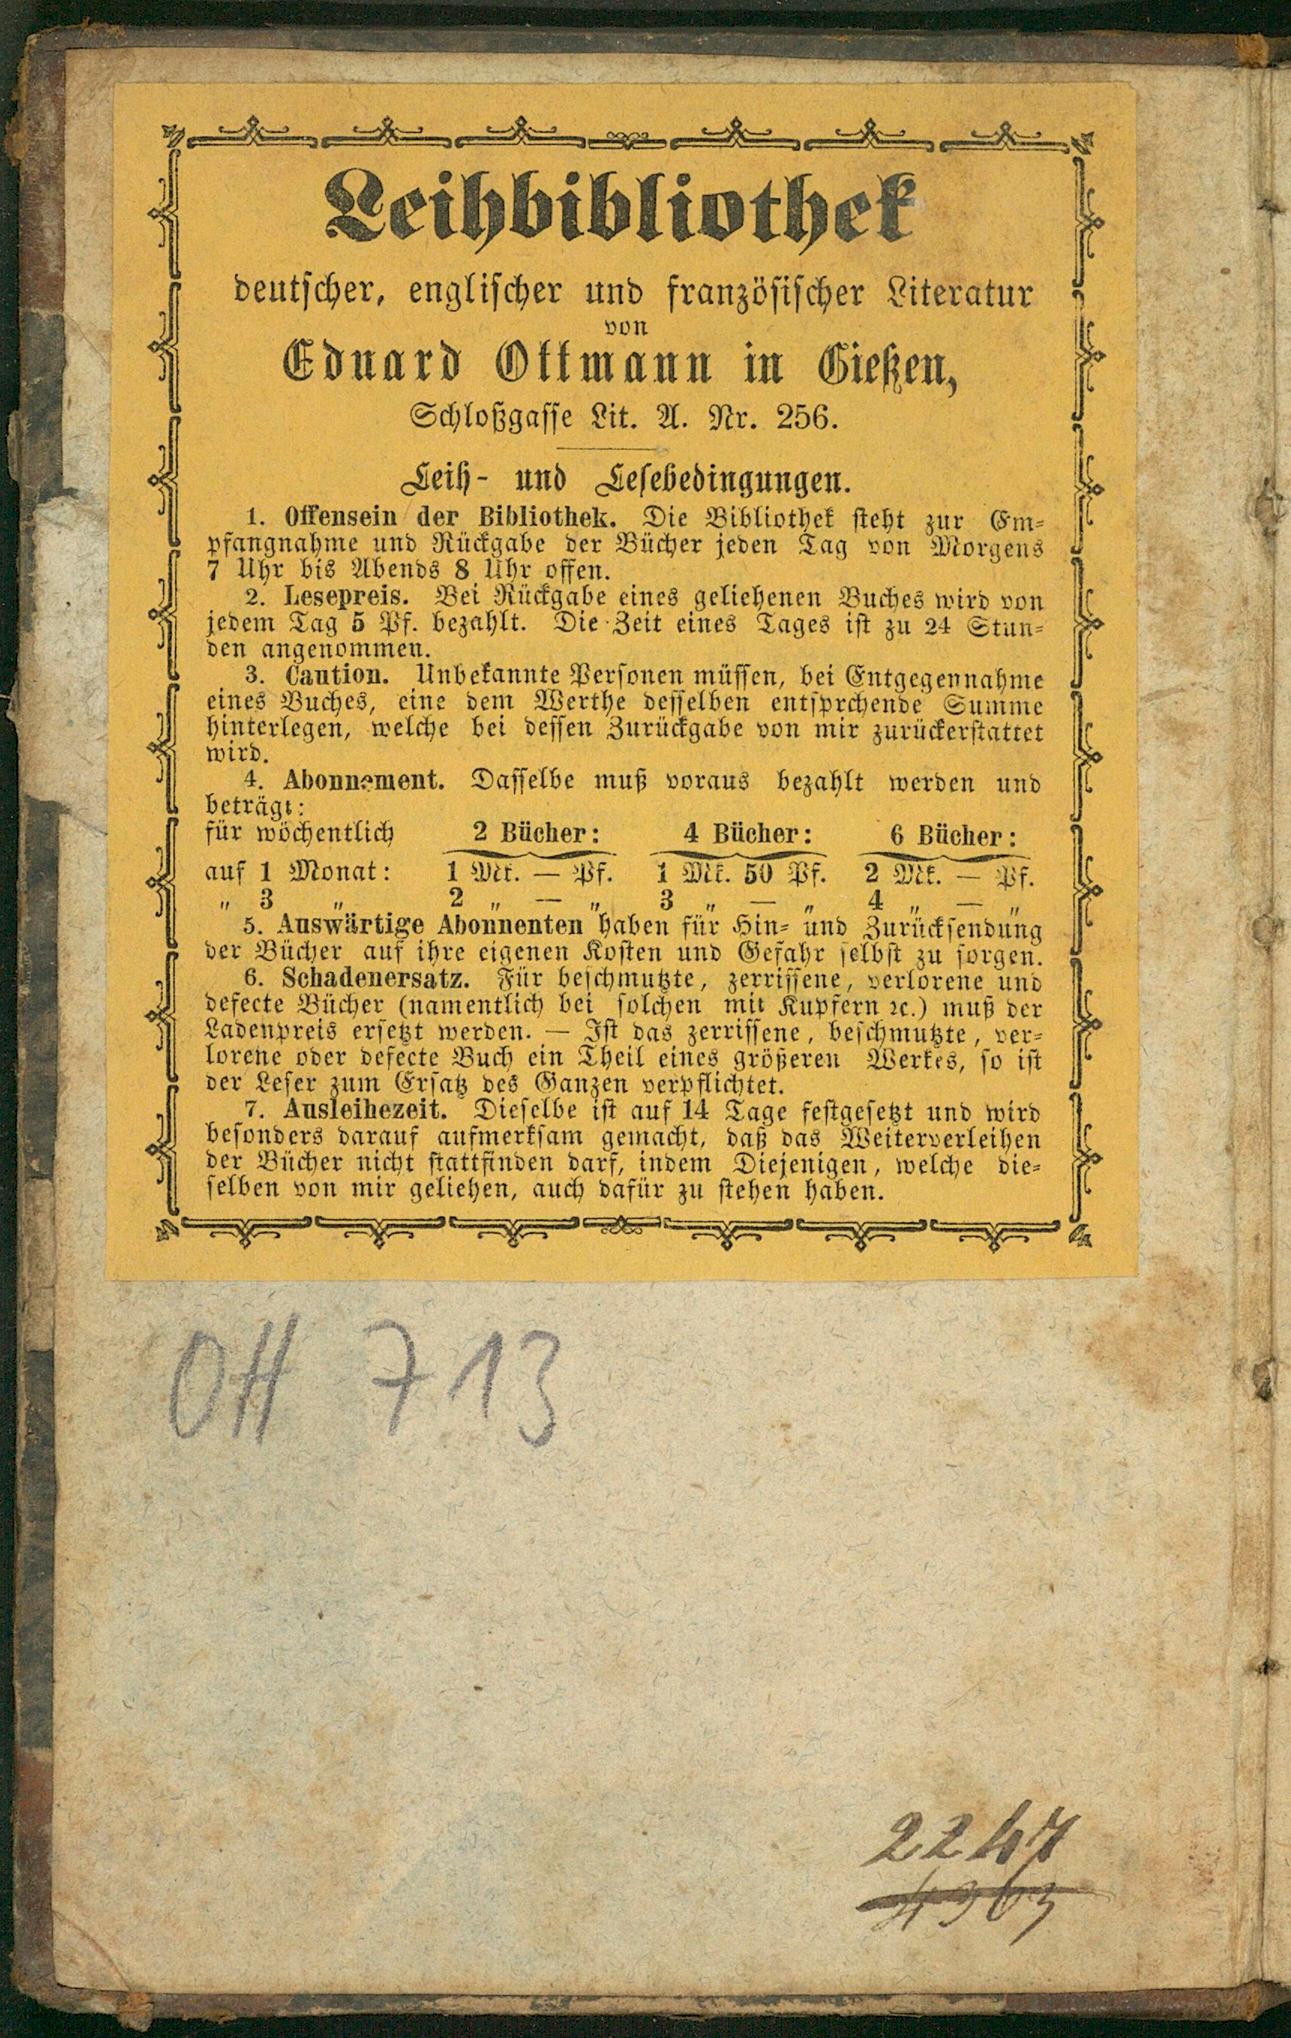 Leihbibliothek
deutscher, englischer und französischer Literatur
von
Eduard Ottmann in Gießen,
Schloßgasse Lit. A. Nr. 256.
Leih- und Lesebedingungen.
1. Offensein der Bibliothek. Die Bibliothek steht zur Em-
pfangnahme und Rückgabe der Bücher jeden Tag von Morgens
7 Uhr bis Abends 8 Uhr offen.
2. Lesepreis. Bei Rückgabe eines geliehenen Buches wird von
jedem Tag 5 Pf. bezahlt. Die Zeit eines Tages ist zu 24 Stun-
den angenommen.
3. Caution. Unbekannte Personen müssen, bei Entgegennahme
eines Buches, eine dem Werthe desselben entsprchende Summe
hinterlegen, welche bei dessen Zurückgabe von mir zurückerstattet
wird.
4. Abonnement. Dasselbe muß voraus bezahlt werden und
beträgt:
für wöchentlich 2 Bücher: 4 Bücher: 6 Bücher:
auf 1 Monat: 1 Mk. — Pf. 1 Mk. 50 Pf. 2 Mk. — Pf.
„ 3 „ 2 „ — „ 3 „ — „ 4 „ — „
5. Auswärtige Abonnenten haben für Hin- und Zurücksendung
der Bücher auf ihre eigenen Kosten und Gefahr selbst zu sorgen.
6. Schadenersatz. Für beschmutzte, zerrissene, verlorene und
defecte Bücher (namentlich bei solchen mit Kupfern ꝛc.) muß der
Ladenpreis ersetzt werden. — Ist das zerrissene, beschmutzte, ver-
lorene oder defecte Buch ein Theil eines größeren Werkes, so ist
der Leser zum Ersatz des Ganzen verpflichtet.
7. Ausleihezeit. Dieselbe ist auf 14 Tage festgesetzt und wird
besonders darauf aufmerksam gemacht, daß das Weiterverleihen
der Bücher nicht stattfinden darf, indem Diejenigen, welche die-
selben von mir geliehen, auch dafür zu stehen haben.
OH 713
2247
4963